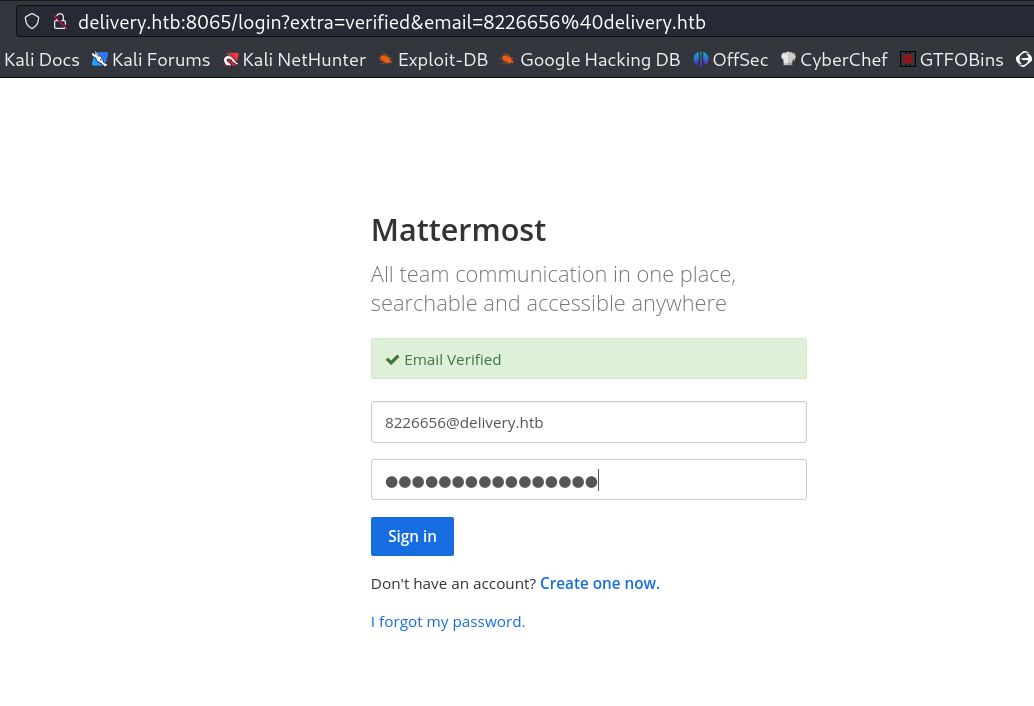 delivery.htb:8065/login?extra=verified&email=8226656%40delivery.htb
Kali Docs Kali Forums Kali NetHunter Exploit-DB Google Hacking DB OffSec CyberChef GTFOBins
Mattermost
All team communication in one place,
searchable and accessible anywhere
Email Verified
8226656@delivery.htb
●●●●●●●●●●●●●●●●
Sign in
Don't have an account? Create one now.
I forgot my password.